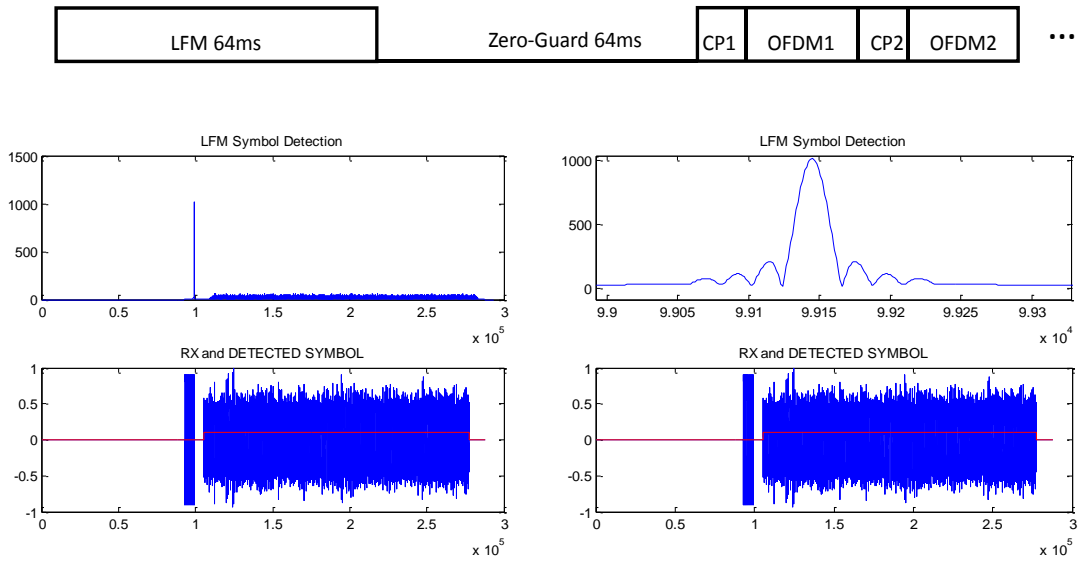 LFM 64ms Zero-Guard 64ms CP1 OFDM1 CP2 OFDM2 ...
LFM Symbol Detection
1500
1000
500
0
0 0.5 1 1.5 2 2.5 3
x 10^5
LFM Symbol Detection
1000
500
0
9.9 9.905 9.91 9.915 9.92 9.925 9.93
x 10^4
RX and DETECTED SYMBOL
1
0.5
0
-0.5
-1
0 0.5 1 1.5 2 2.5 3
x 10^5
RX and DETECTED SYMBOL
1
0.5
0
-0.5
-1
0 0.5 1 1.5 2 2.5 3
x 10^5